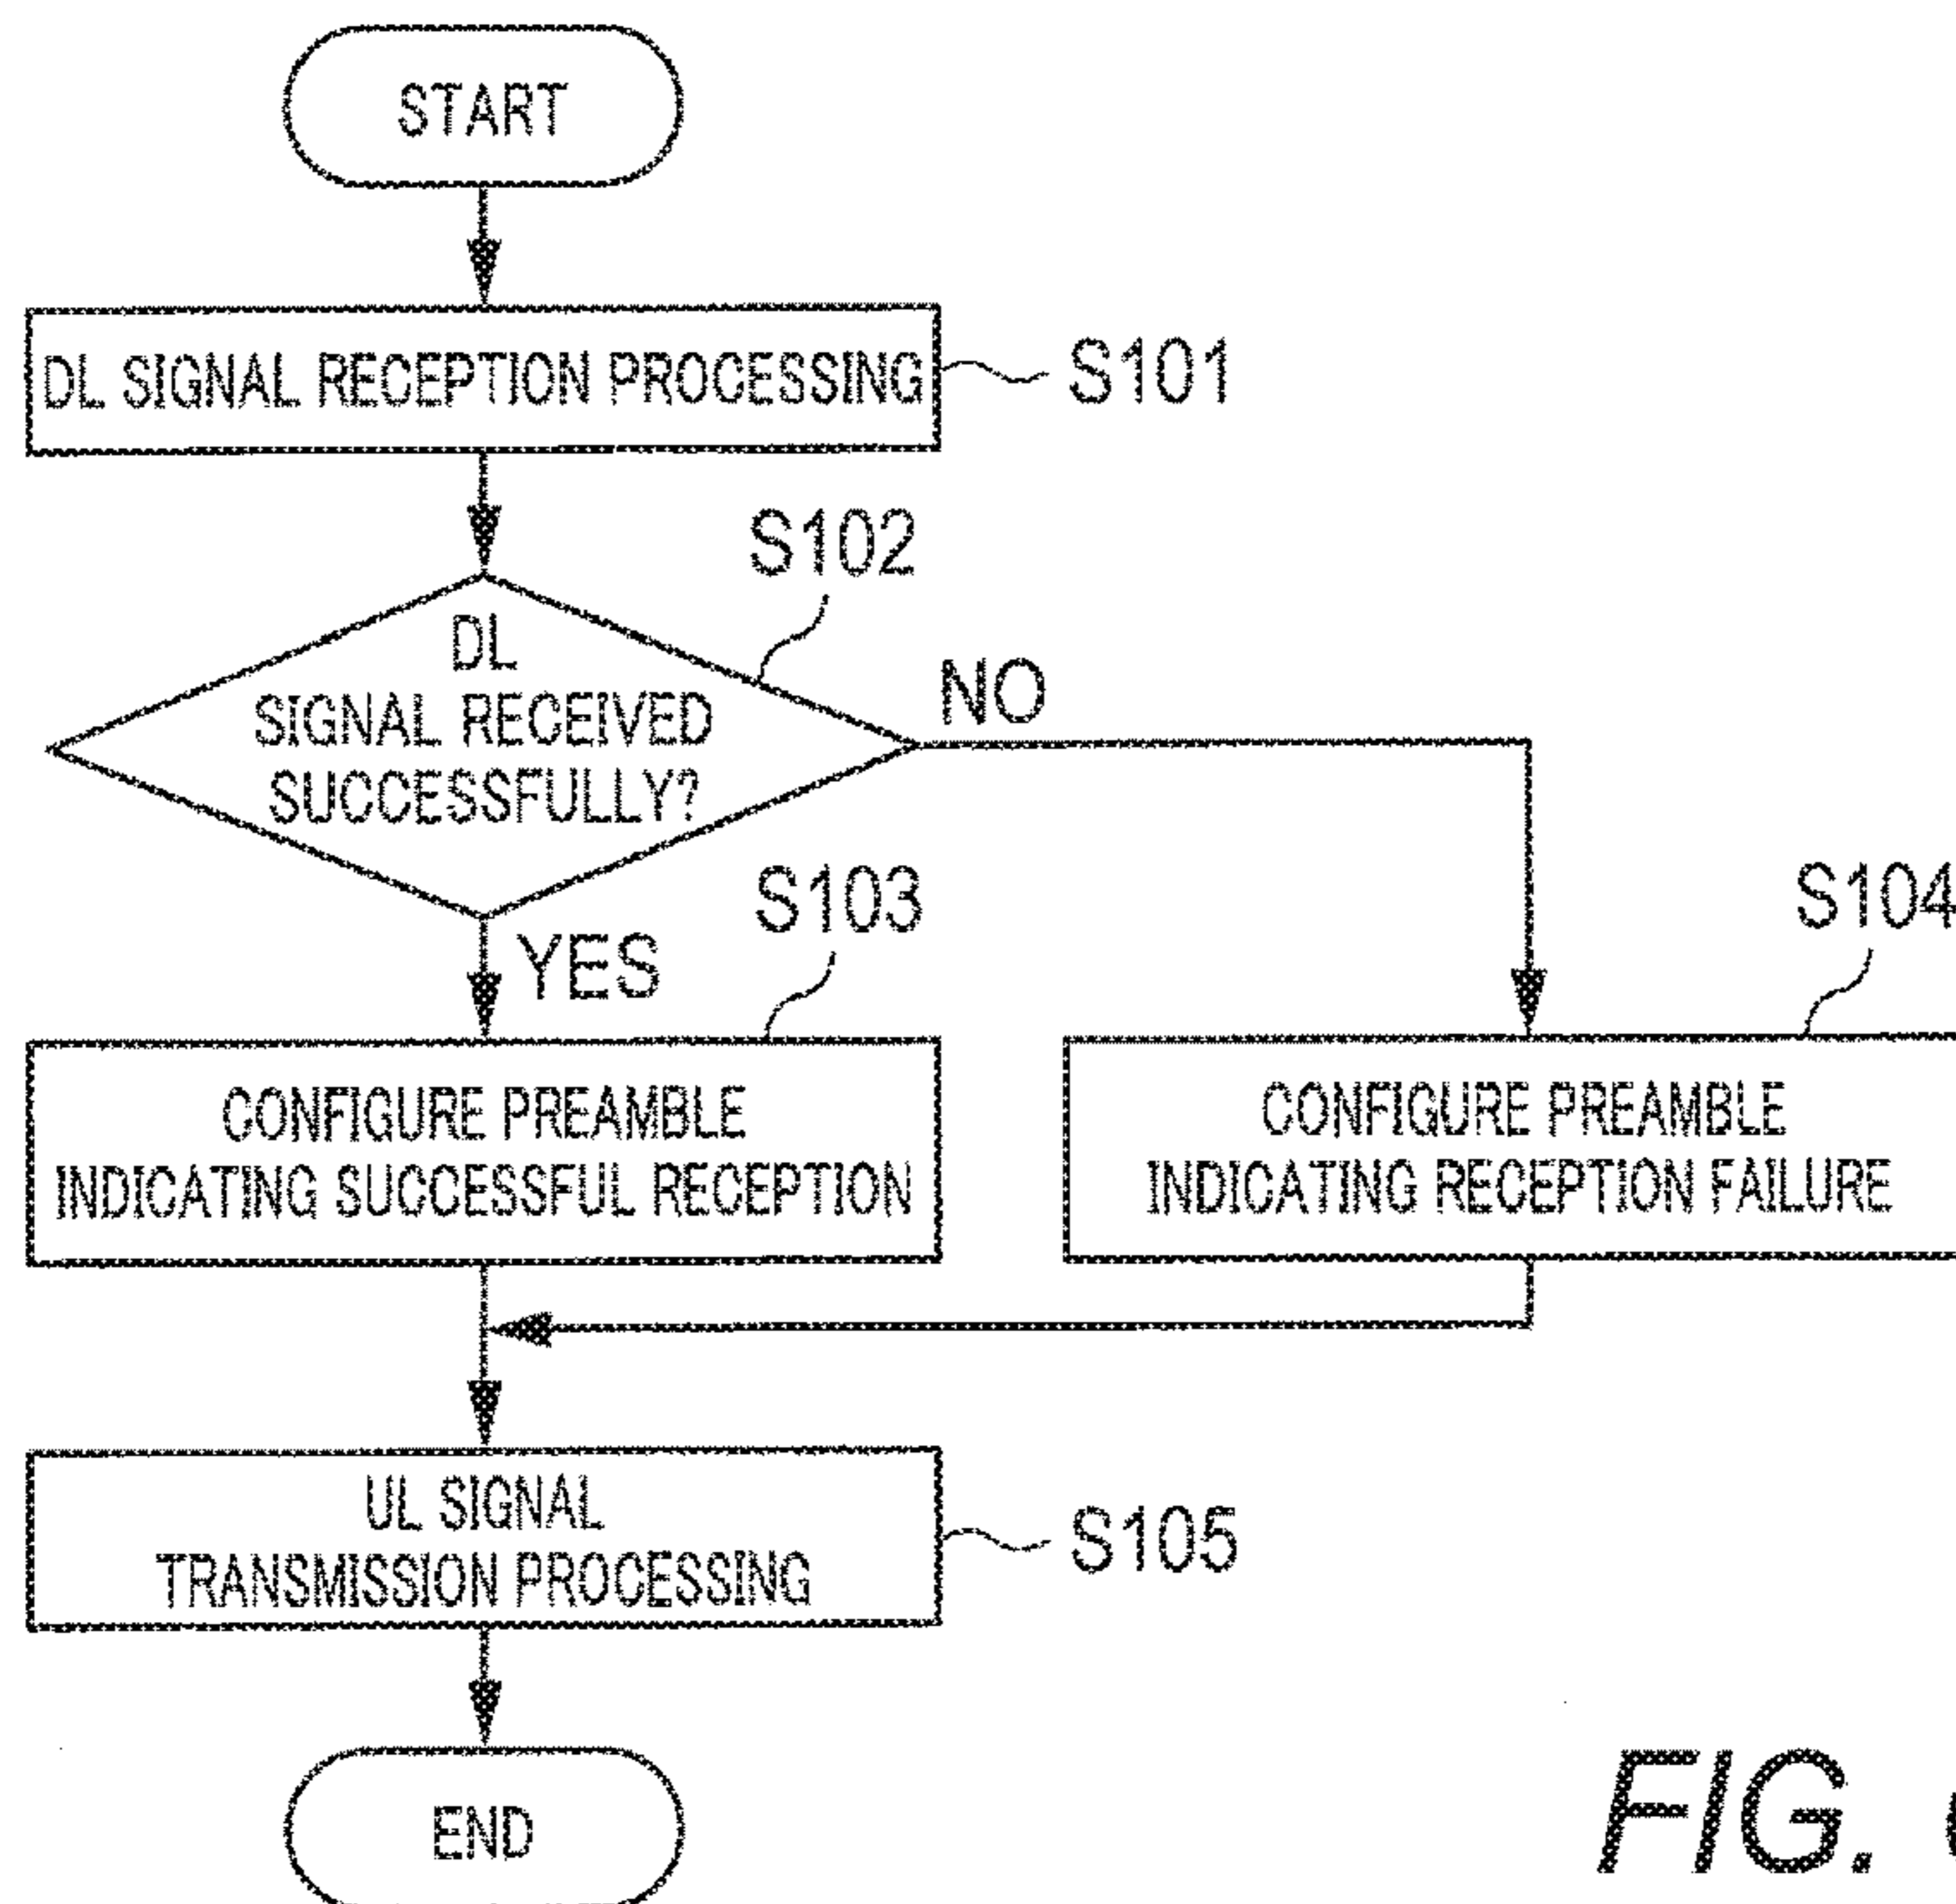 START
DL SIGNAL RECEPTION PROCESSING
S101
S102
DL
SIGNAL RECEIVED
SUCCESSFULLY?
NO
YES
S103
S104
CONFIGURE PREAMBLE
INDICATING SUCCESSFUL RECEPTION
CONFIGURE PREAMBLE
INDICATING RECEPTION FAILURE
UL SIGNAL
TRANSMISSION PROCESSING
S105
END
FIG.